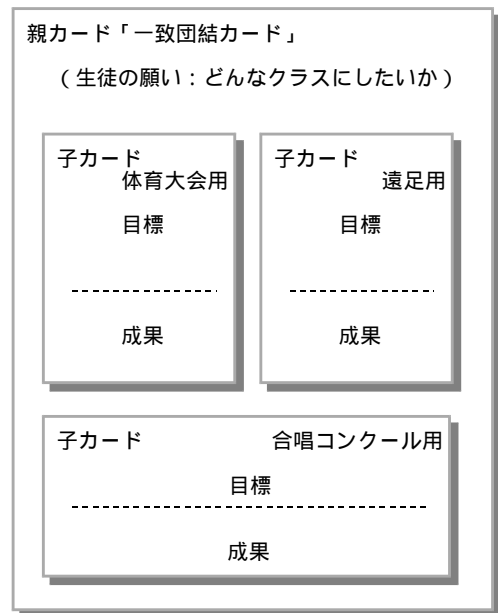 親カード「一致団結カード」
(生徒の願い:どんなクラスにしたいか)
子カード
体育大会用
目標
成果
子カード
遠足用
目標
成果
子カード 合唱コンクール用
目標
成果